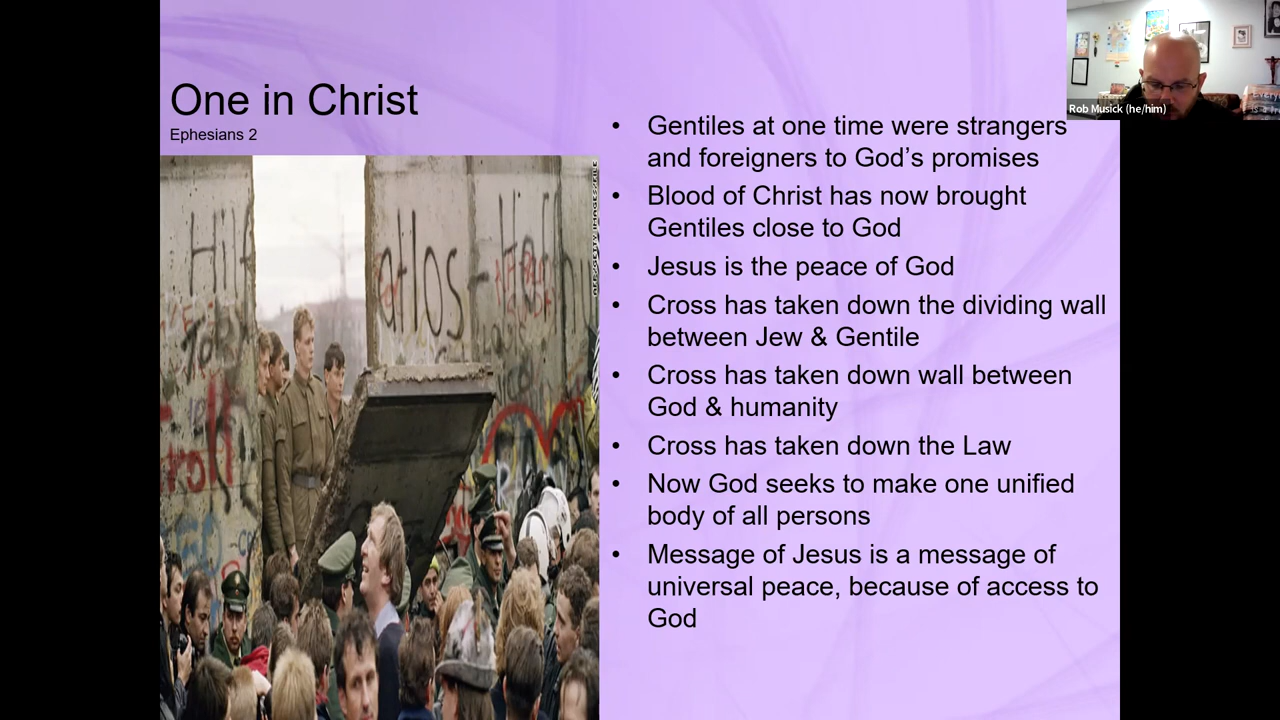 One in Christ
Ephesians 2
Rob Musick (he/him)
• Gentiles at one time were strangers
and foreigners to God’s promises
• Blood of Christ has now brought
Gentiles close to God
• Jesus is the peace of God
• Cross has taken down the dividing wall
between Jew & Gentile
• Cross has taken down wall between
God & humanity
• Cross has taken down the Law
• Now God seeks to make one unified
body of all persons
• Message of Jesus is a message of
universal peace, because of access to
God
Hilf
atlos